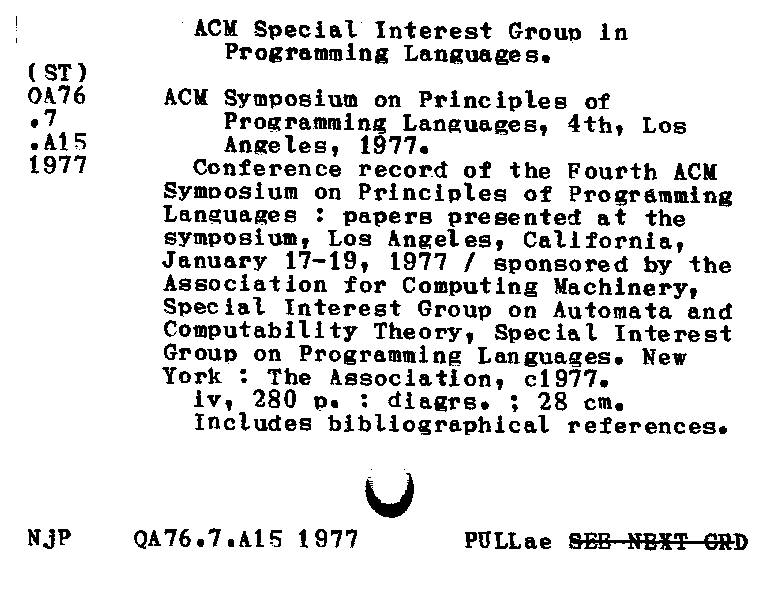 ACM Special Interest Group in
Programming Languages.
(ST)
QA76 ACM Symposium on Principles of
.7 Programming Languages, 4th, Los
.A15 Angeles, 1977.
1977 Conference record of the Fourth ACM
Symposium on Principles of Programming
Languages : papers presented at the
symposium, Los Angeles, California,
January 17-19, 1977 / sponsored by the
Association for Computing Machinery,
Special Interest Group on Automata and
Computability Theory, Special Interest
Group on Programming Languages. New
York : The Association, c1977.
iv, 280 p. : diagrs. ; 28 cm.
Includes bibliographical references.
NjP QA76.7.A15 1977 PULLae SEE NEXT CRD